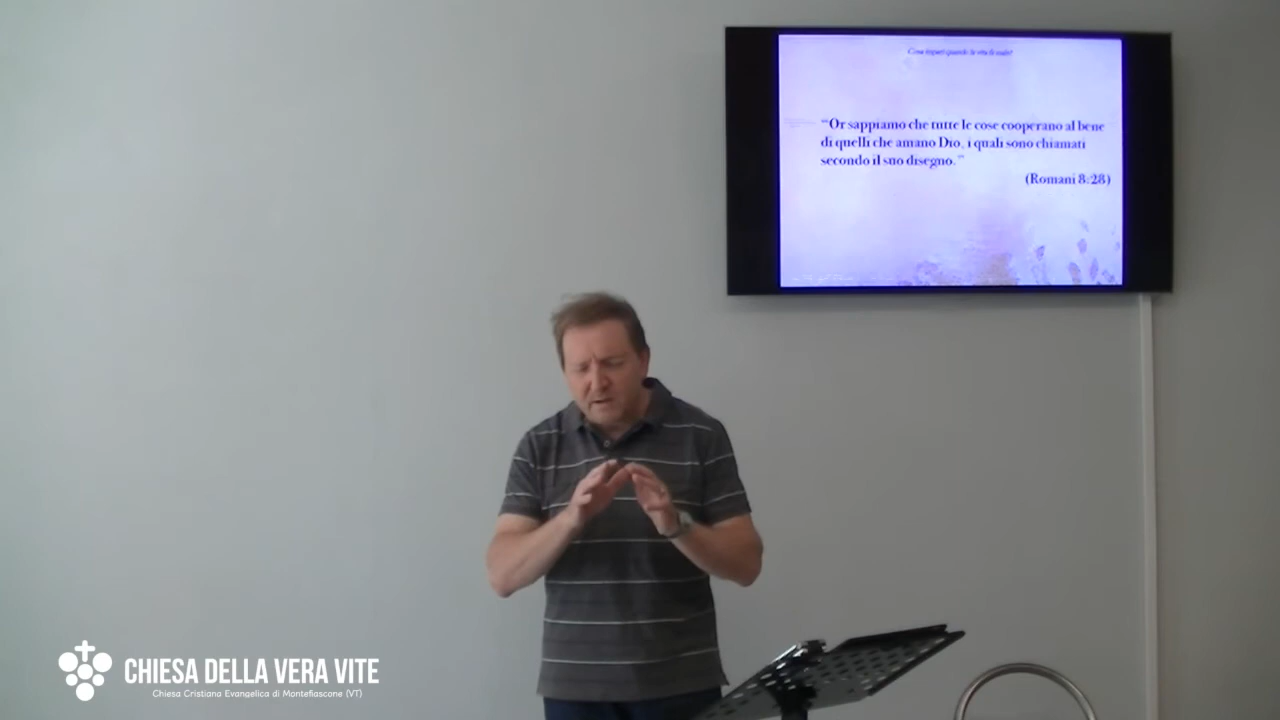 “Or sappiamo che tutte le cose cooperano al bene
di quelli che amano Dio, i quali sono chiamati
secondo il suo disegno.”
(Romani 8:28)
CHIESA DELLA VERA VITE
Chiesa Cristiana Evangelica di Montefiascone (VT)